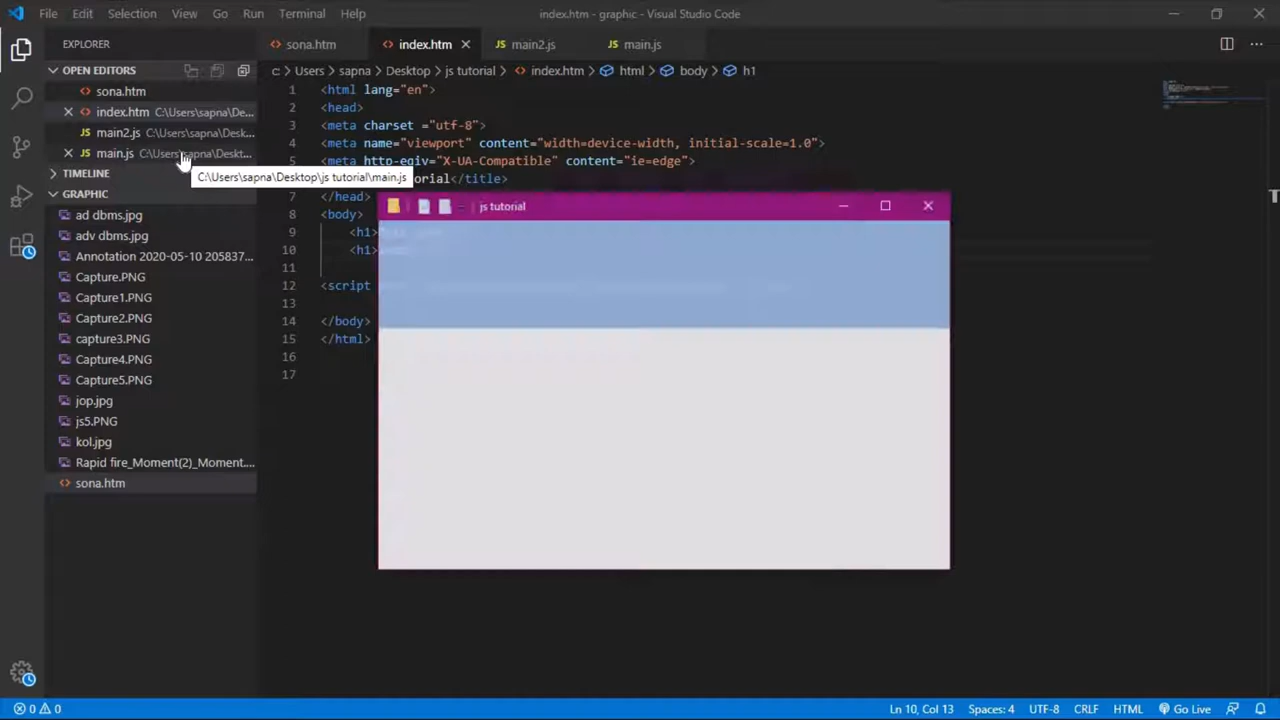 File Edit Selection View Go Run Terminal Help
index.htm - graphic - Visual Studio Code
EXPLORER
sona.htm
index.htm
main2.js
main.js
OPEN EDITORS
c: > Users > sapna > Desktop > js tutorial > index.htm > html > body > h1
sona.htm
index.htm C:\Users\sapna\De...
main2.js C:\Users\sapna\Desk...
main.js C:\Users\sapna\Deskt...
C:\Users\sapna\Desktop\js tutorial\main.js
TIMELINE
GRAPHIC
ad dbms.jpg
adv dbms.jpg
Annotation 2020-05-10 205837...
Capture.PNG
Capture1.PNG
Capture2.PNG
capture3.PNG
Capture4.PNG
Capture5.PNG
jop.jpg
js5.PNG
kol.jpg
Rapid fire_Moment(2)_Moment....
sona.htm
1 <html lang="en">
2 <head>
3 <meta charset ="utf-8">
4 <meta name="viewport" content="width=device-width, initial-scale=1.0">
5 <meta http-eqiv="X-UA-Compatible" content="ie=edge">
orial</title>
7 </head>
8 <body>
9 <h1>
10 <h1>
11
12 <script
13
14 </body>
15 </html>
16
17
js tutorial
0 0
Ln 10, Col 13 Spaces: 4 UTF-8 CRLF HTML Go Live